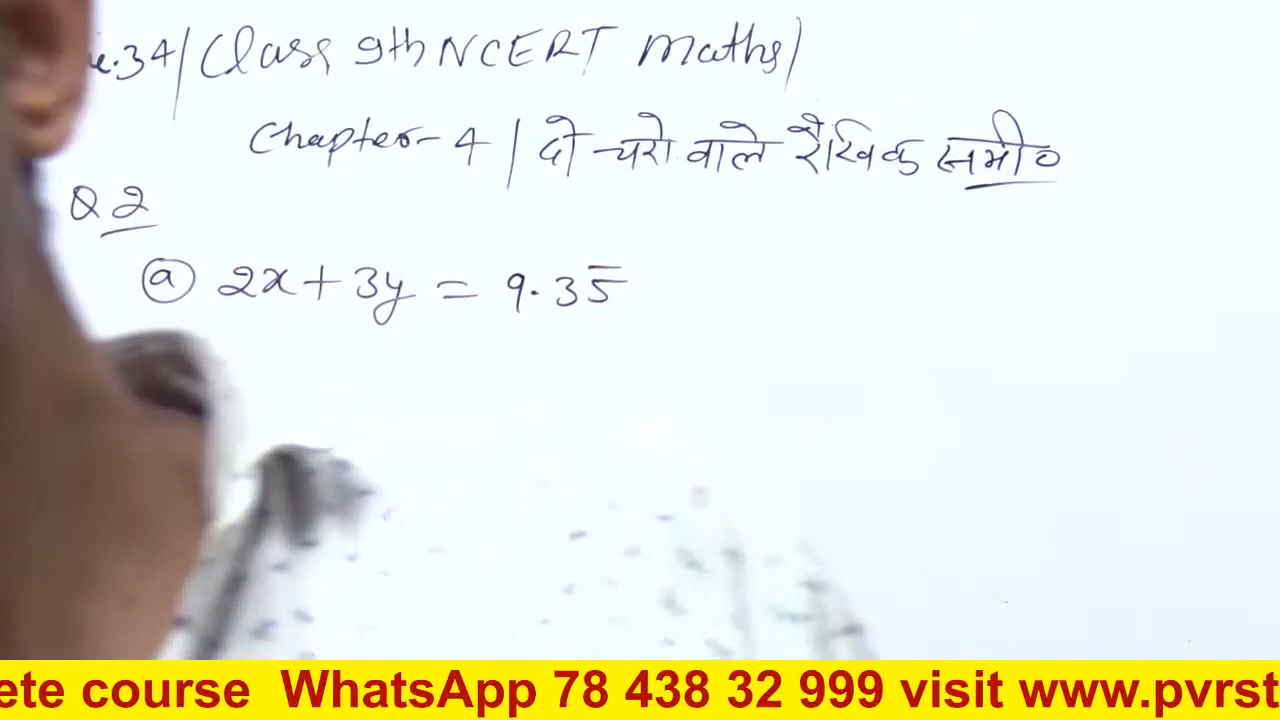 .34/Class 9th NCERT Maths/
Chapter-4/दो चरो वाले रैखिक समी०
Q 2
(a) 2x+3y = 9.35
ete course WhatsApp 78 438 32 999 visit www.pvrst